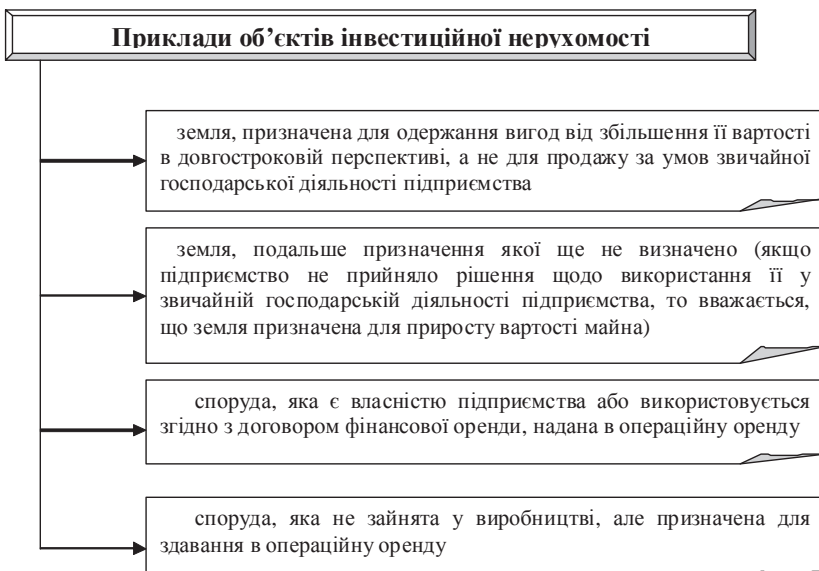 Приклади об’єктів інвестиційної нерухомості
земля, призначена для одержання вигод від збільшення її вартості
в довгостроковій перспективі, а не для продажу за умов звичайної
господарської діяльності підприємства
земля, подальше призначення якої ще не визначено (якщо
підприємство не прийняло рішення щодо використання її у
звичайній господарській діяльності підприємства, то вважається,
що земля призначена для приросту вартості майна)
споруда, яка є власністю підприємства або використовується
згідно з договором фінансової оренди, надана в операційну оренду
споруда, яка не зайнята у виробництві, але призначена для
здавання в операційну оренду